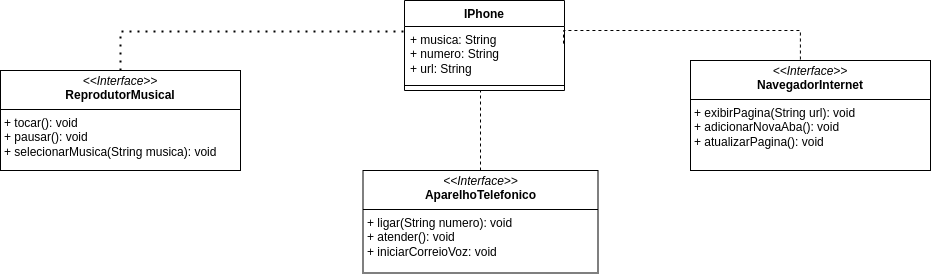 IPhone
+ musica: String
+ numero: String
+ url: String
<<Interface>>
ReprodutorMusical
+ tocar(): void
+ pausar(): void
+ selecionarMusica(String musica): void
<<Interface>>
NavegadorInternet
+ exibirPagina(String url): void
+ adicionarNovaAba(): void
+ atualizarPagina(): void
<<Interface>>
AparelhoTelefonico
+ ligar(String numero): void
+ atender(): void
+ iniciarCorreioVoz: void